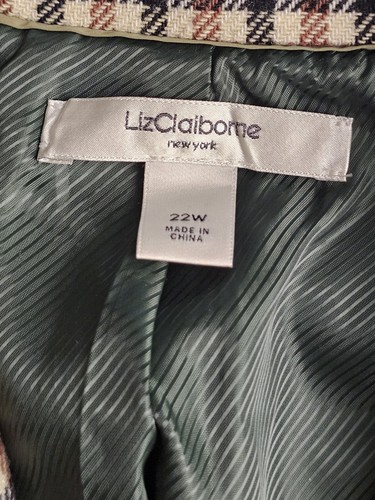 LizClaiborne
new york
22W
MADE IN
CHINA